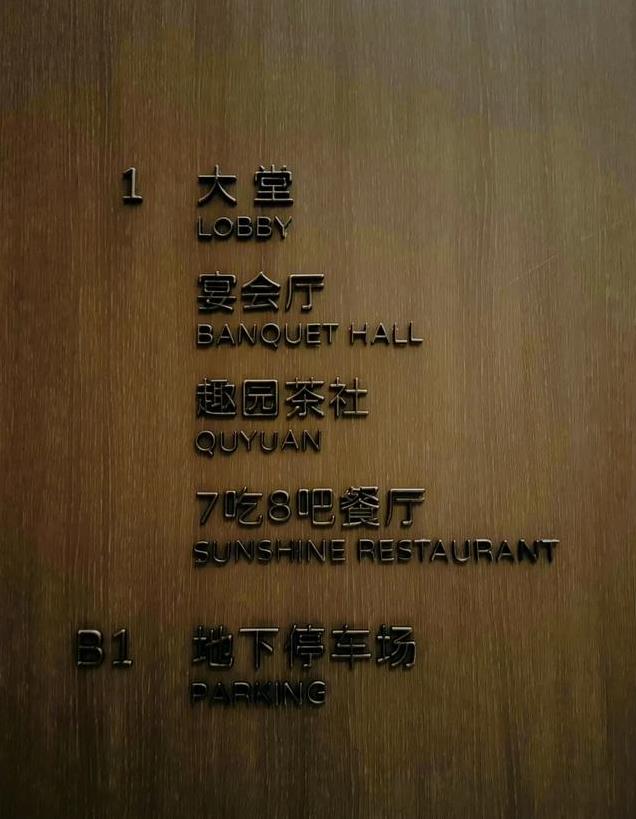 1 大堂
LOBBY
宴会厅
BANQUET HALL
趣园茶社
QUYUAN
7吃8吧餐厅
SUNSHINE RESTAURANT
B1 地下停车场
PARKING